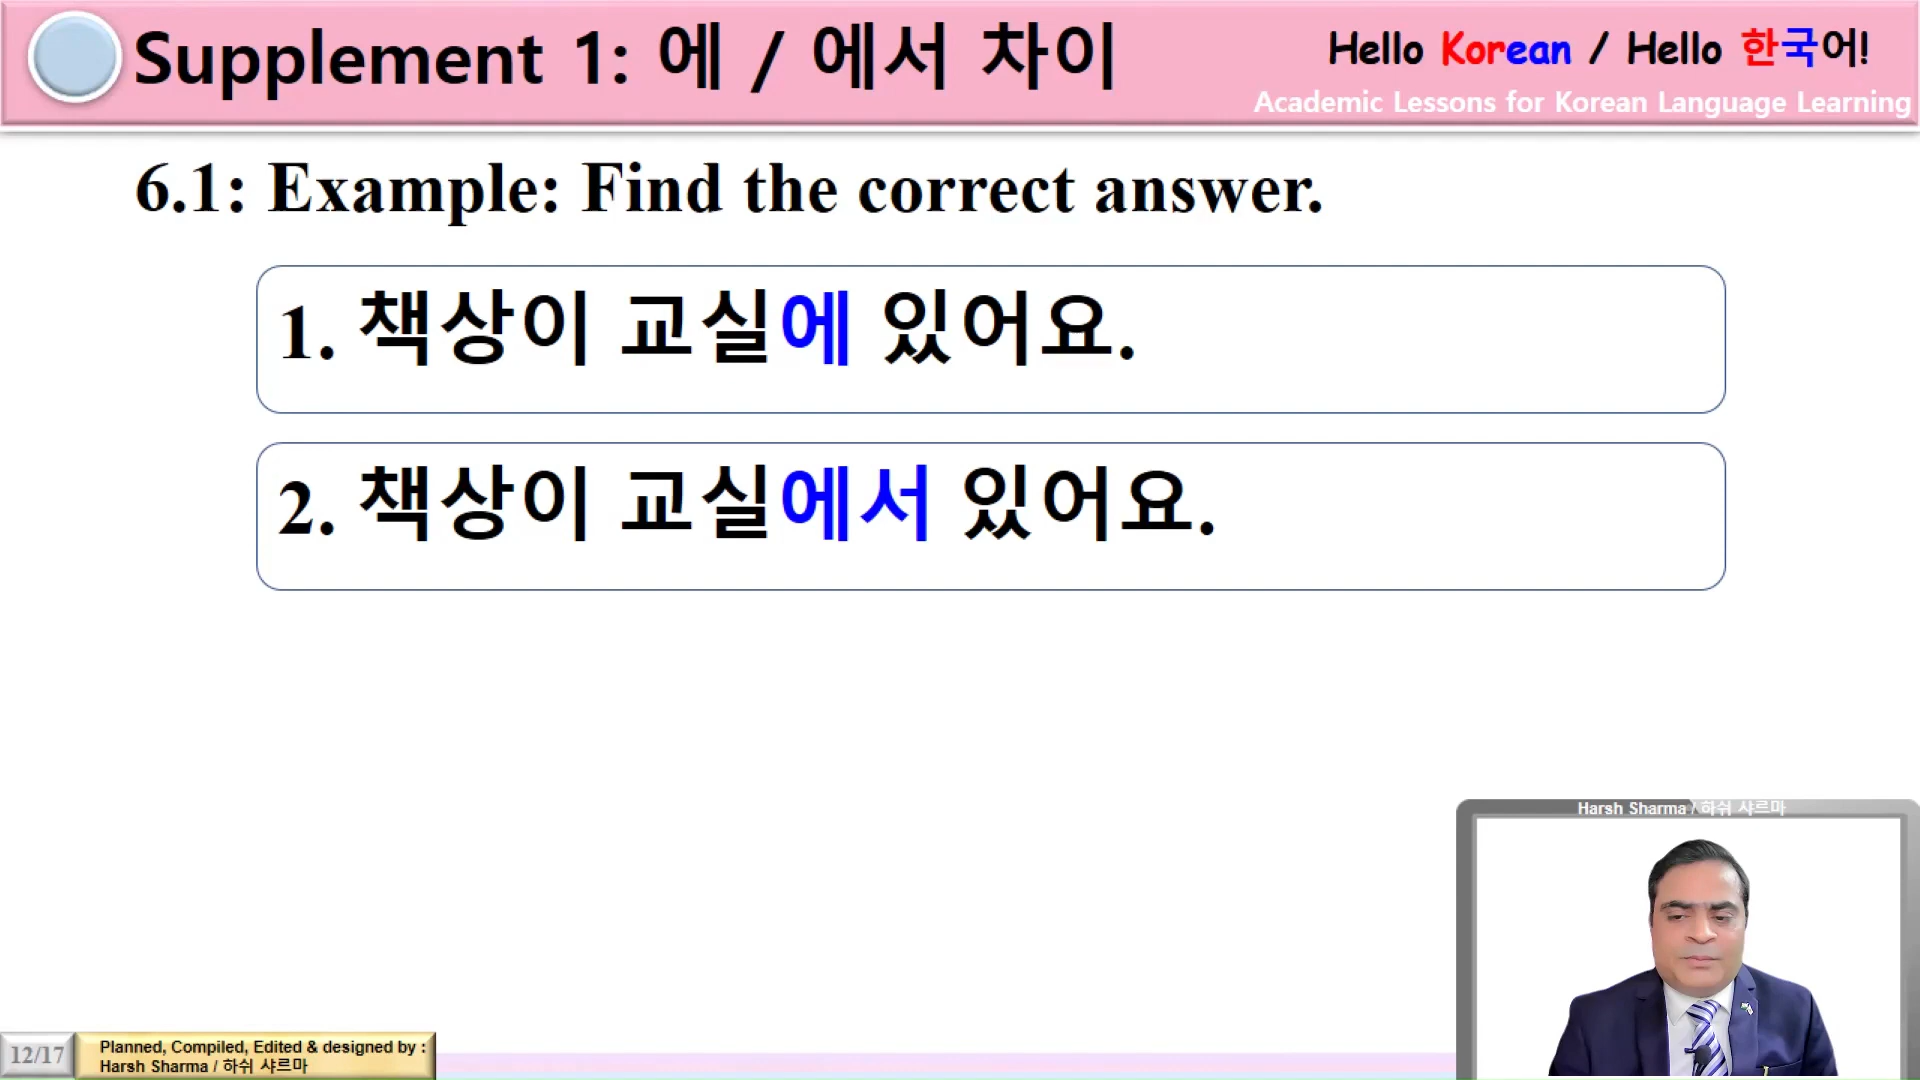 Supplement 1: 에 / 에서 차이
Hello Korean / Hello 한국어!
Academic Lessons for Korean Language Learning
6.1: Example: Find the correct answer.
1. 책상이 교실에 있어요.
2. 책상이 교실에서 있어요.
Harsh Sharma / 하쉬 샤르마
12/17
Planned, Compiled, Edited & designed by :
Harsh Sharma / 하쉬 샤르마